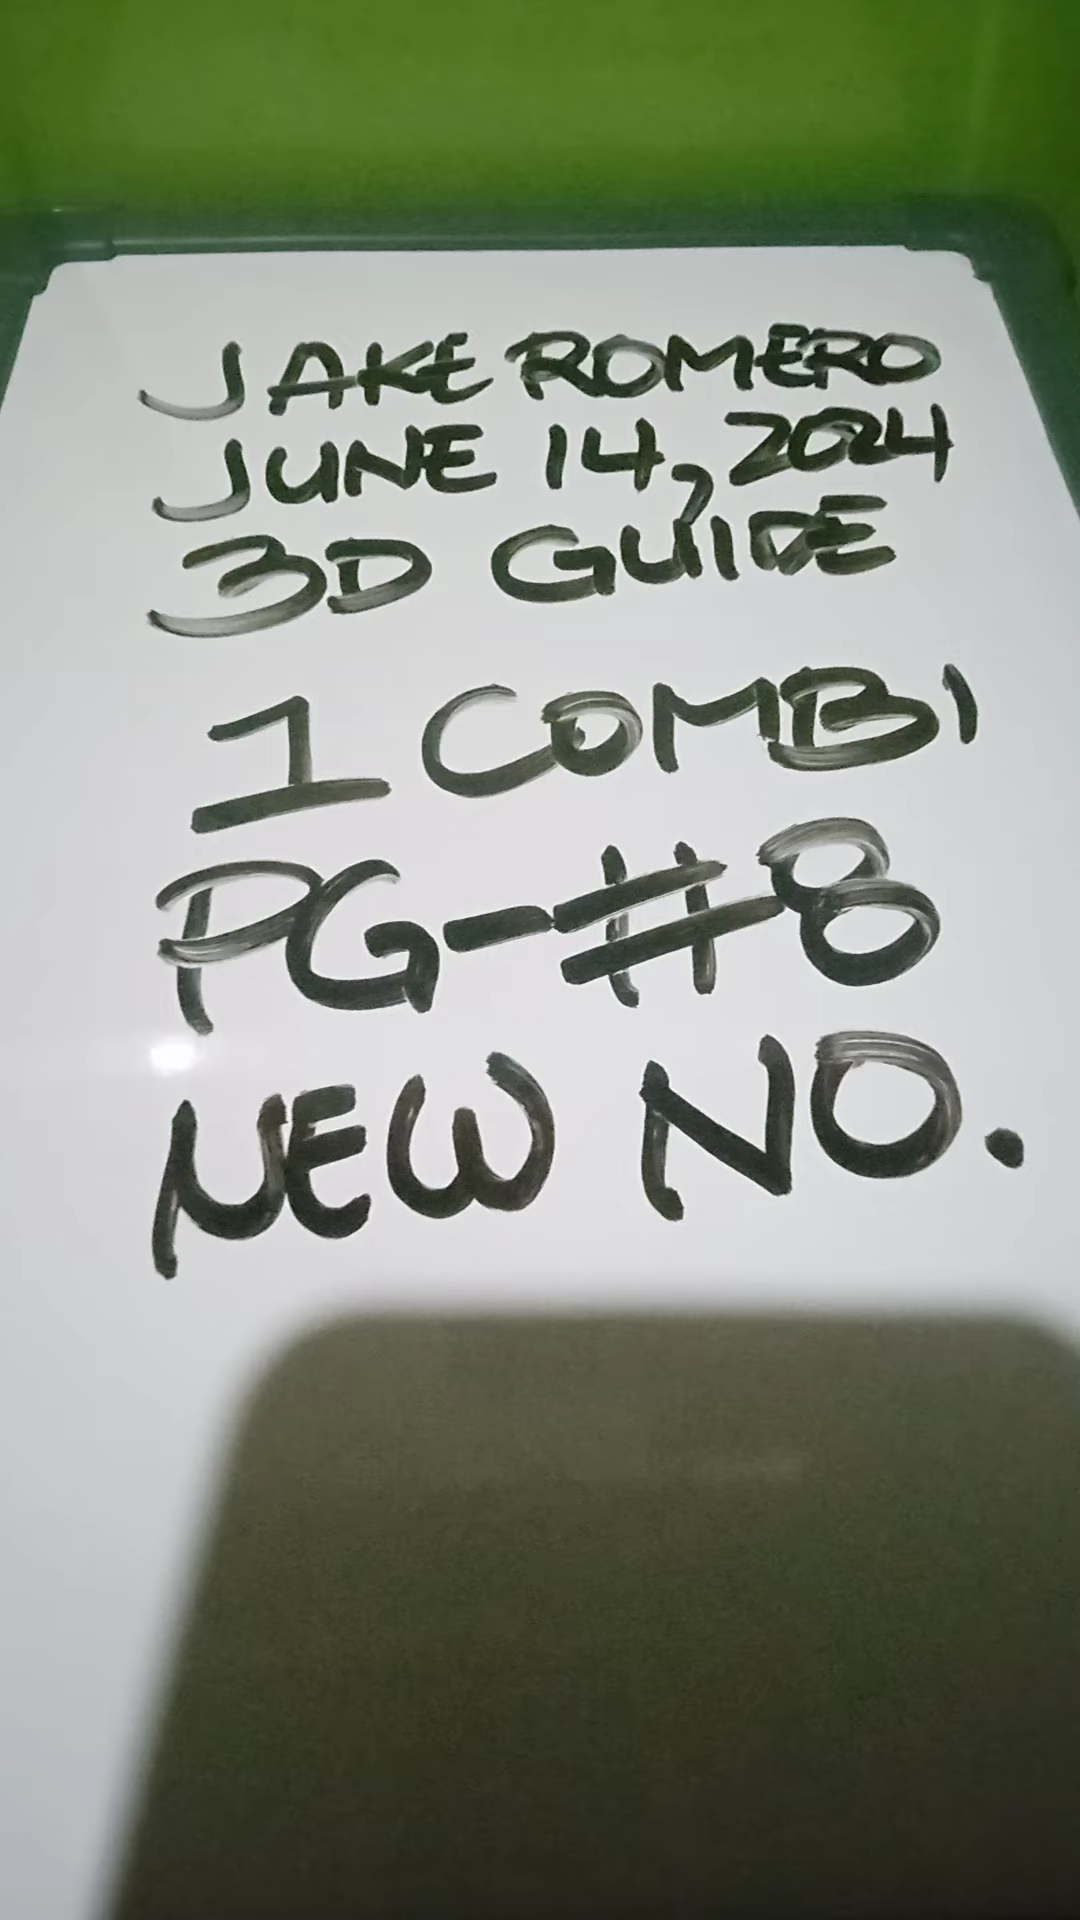 JAKE ROMERO
JUNE 14, 2024
3D GUIDE
1 COMBI
PG-#8
NEW NO.